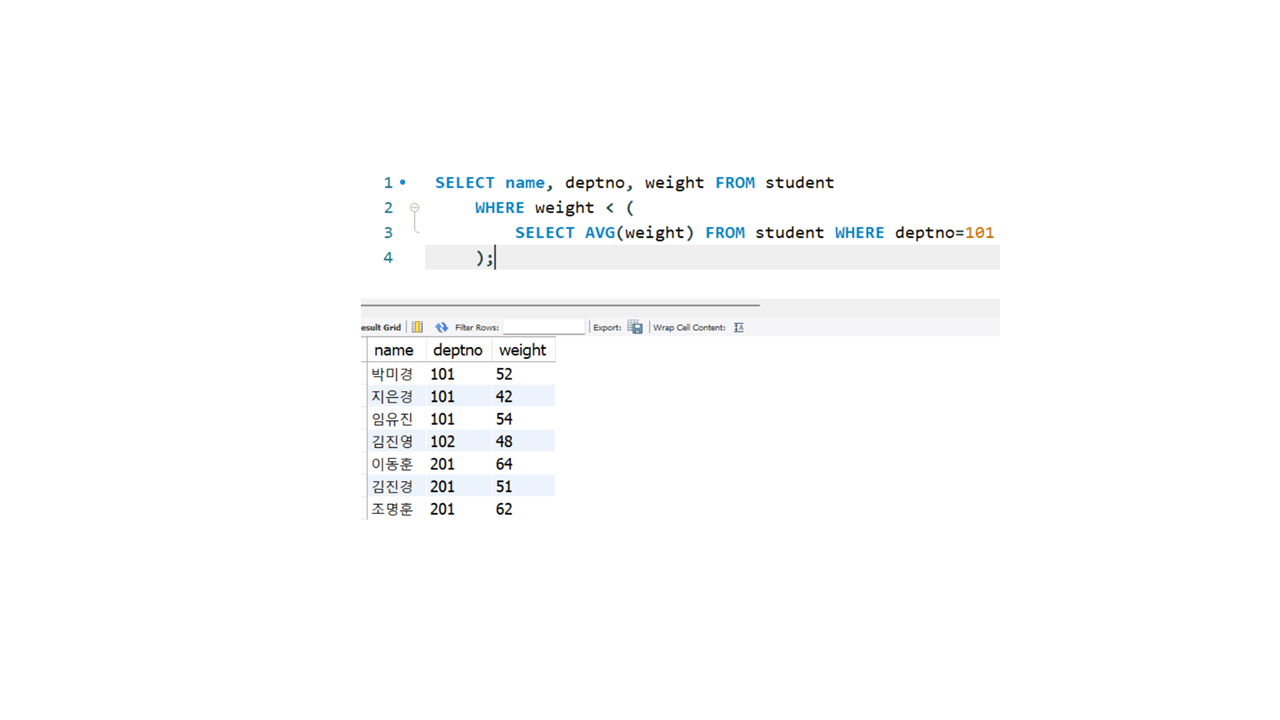 1 SELECT name, deptno, weight FROM student
2 WHERE weight < (
3 SELECT AVG(weight) FROM student WHERE deptno=101
4 );
esult Grid Filter Rows: Export: Wrap Cell Content: IA
name deptno weight
박미경 101 52
지은경 101 42
임유진 101 54
김진영 102 48
이동훈 201 64
김진경 201 51
조명훈 201 62